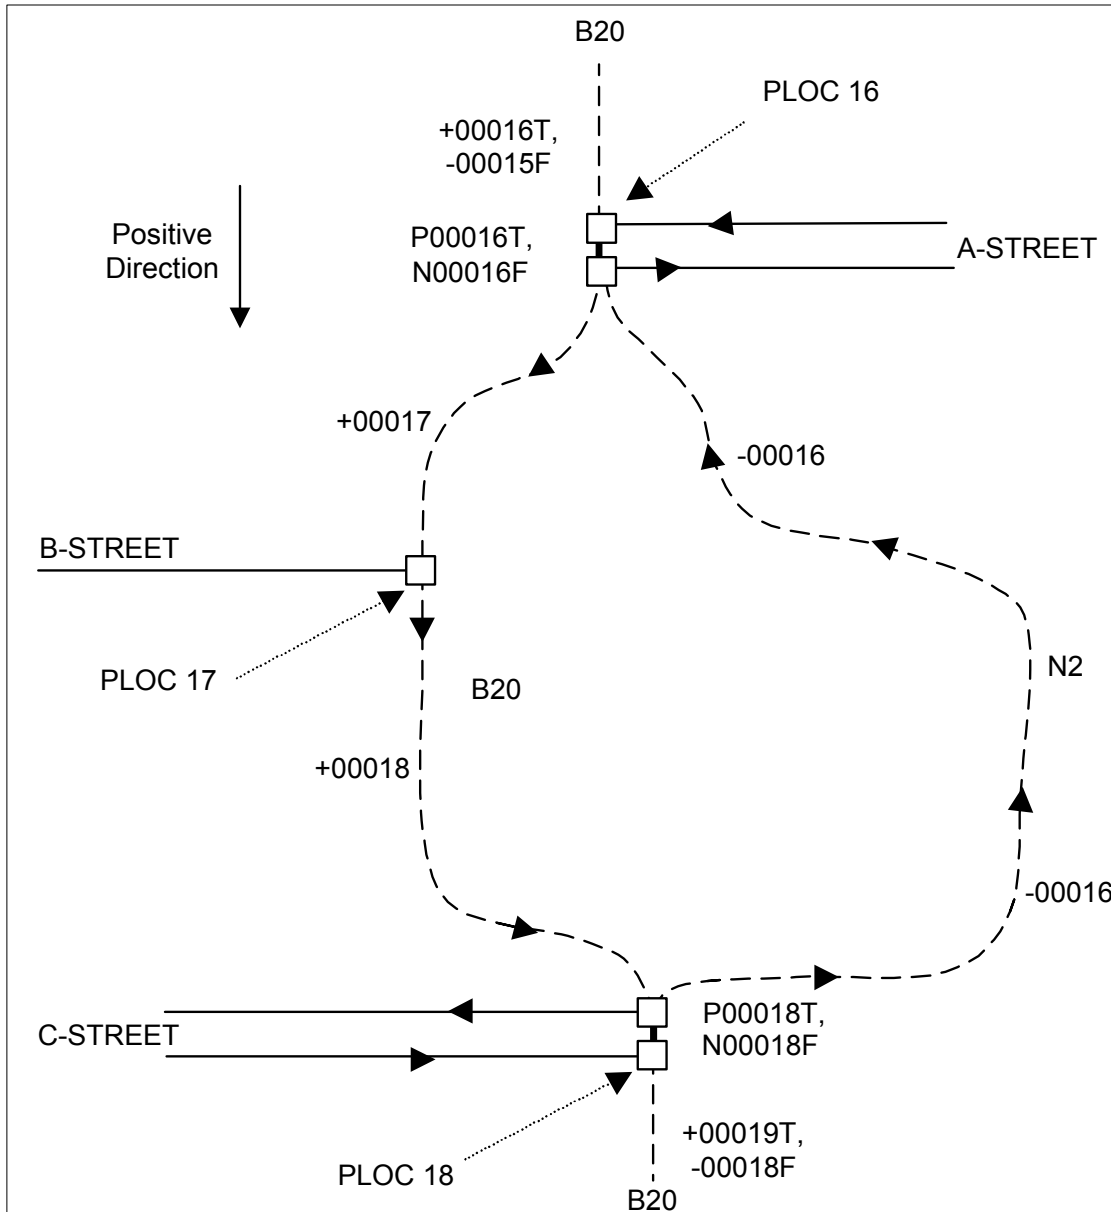 B20
PLOC 16
+00016T,
-00015F
Positive
Direction
P00016T,
N00016F
A-STREET
+00017
-00016
B-STREET
PLOC 17
B20
N2
+00018
-00016
C-STREET
P00018T,
N00018F
+00019T,
-00018F
PLOC 18
B20